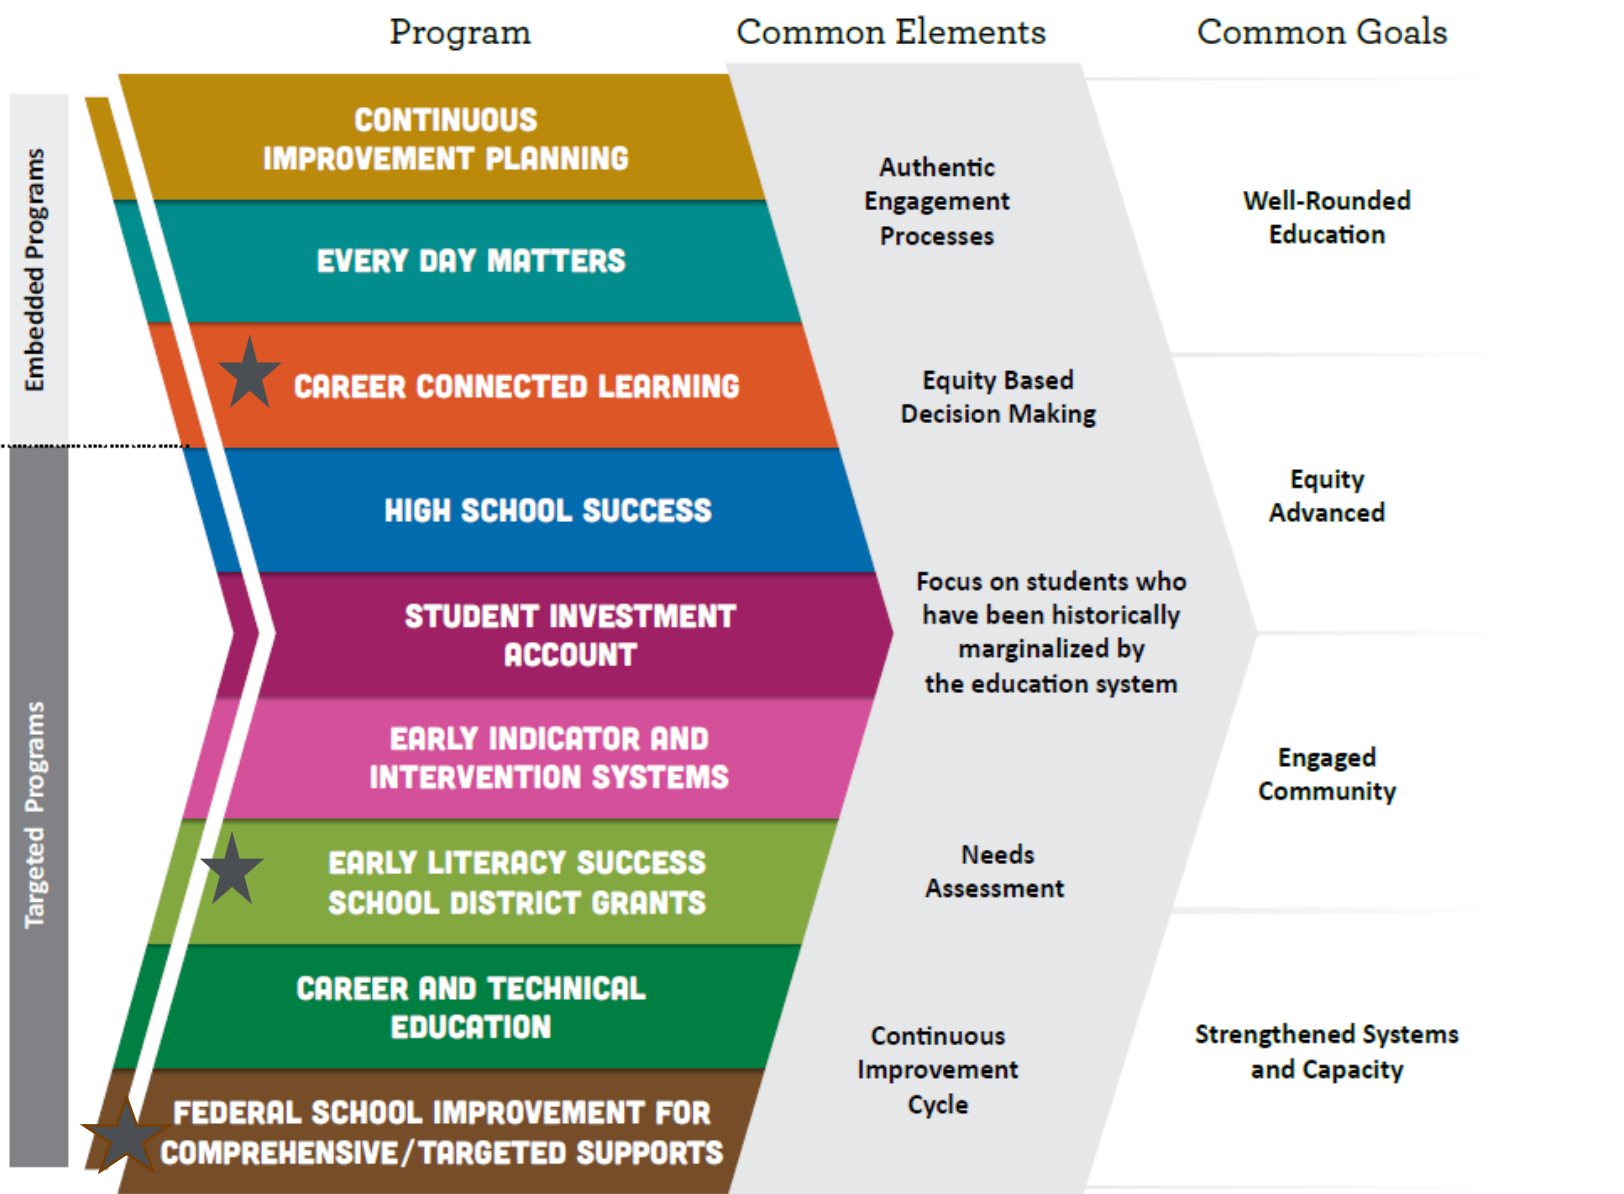 Program
Common Elements
Common Goals
Embedded Programs
Targeted Programs
CONTINUOUS
IMPROVEMENT PLANNING
EVERY DAY MATTERS
CAREER CONNECTED LEARNING
HIGH SCHOOL SUCCESS
STUDENT INVESTMENT
ACCOUNT
EARLY INDICATOR AND
INTERVENTION SYSTEMS
EARLY LITERACY SUCCESS
SCHOOL DISTRICT GRANTS
CAREER AND TECHNICAL
EDUCATION
FEDERAL SCHOOL IMPROVEMENT FOR
COMPREHENSIVE/TARGETED SUPPORTS
Authentic
Engagement
Processes
Equity Based
Decision Making
Focus on students who
have been historically
marginalized by
the education system
Needs
Assessment
Continuous
Improvement
Cycle
Well-Rounded
Education
Equity
Advanced
Engaged
Community
Strengthened Systems
and Capacity